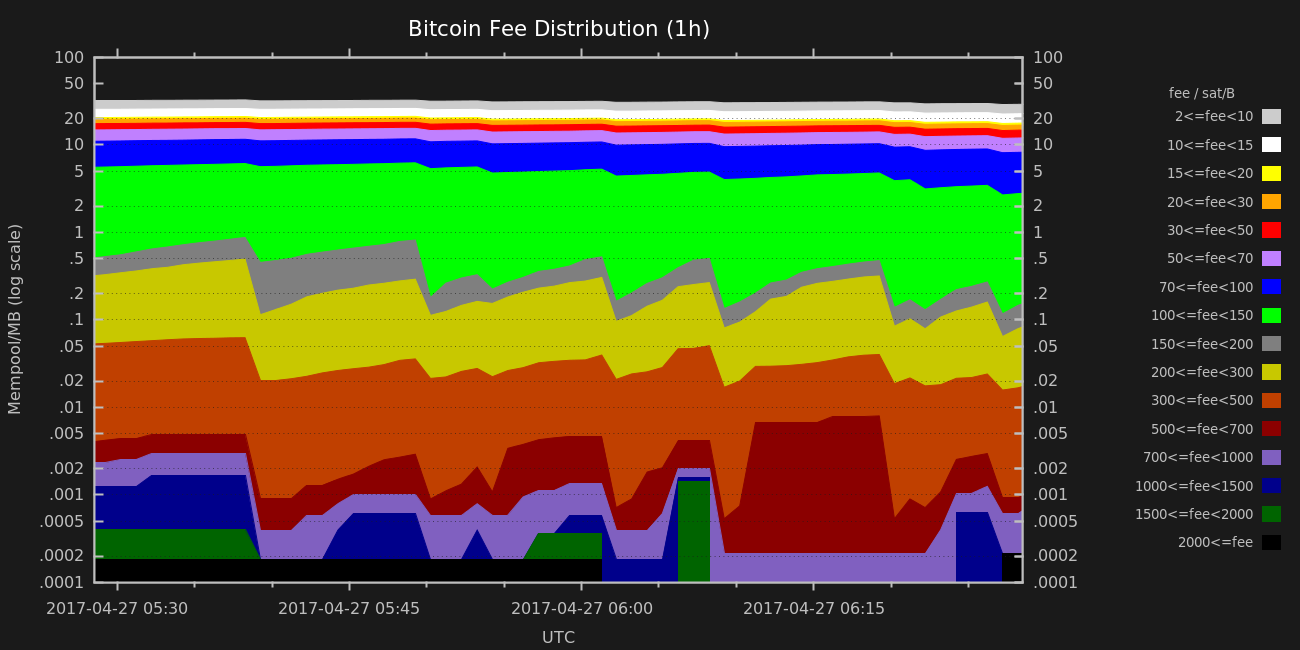 Bitcoin Fee Distribution (1h)
Mempool/MB (log scale)
100
50
20
10
5
2
1
.5
.2
.1
.05
.02
.01
.005
.002
.001
.0005
.0002
.0001
100
50
20
10
5
2
1
.5
.2
.1
.05
.02
.01
.005
.002
.001
.0005
.0002
.0001
2017-04-27 05:30
2017-04-27 05:45
2017-04-27 06:00
2017-04-27 06:15
UTC
fee / sat/B
2<=fee<10
10<=fee<15
15<=fee<20
20<=fee<30
30<=fee<50
50<=fee<70
70<=fee<100
100<=fee<150
150<=fee<200
200<=fee<300
300<=fee<500
500<=fee<700
700<=fee<1000
1000<=fee<1500
1500<=fee<2000
2000<=fee